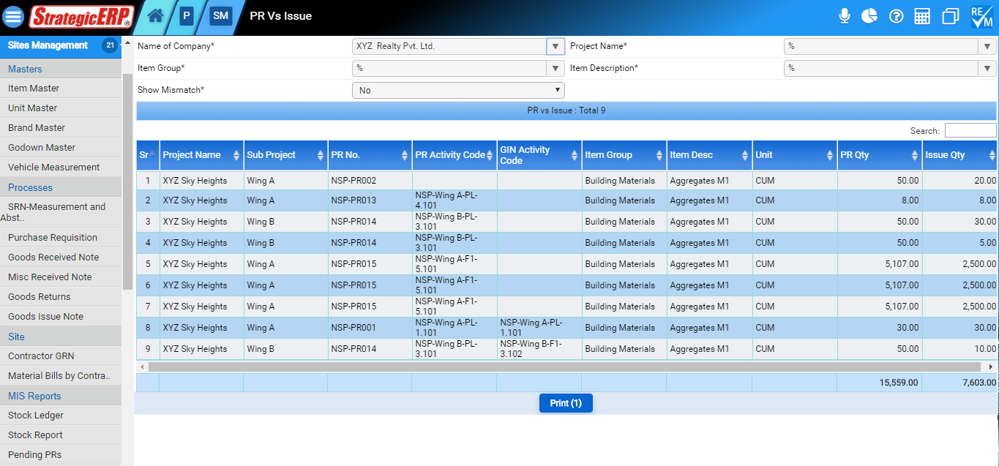 StrategicERP®
P
SM
PR Vs Issue
RE
M
Sites Management 21
Masters
Item Master
Unit Master
Brand Master
Godown Master
Vehicle Measurement
Processes
SRN-Measurement and
Abst..
Purchase Requisition
Goods Received Note
Misc Received Note
Goods Returns
Goods Issue Note
Site
Contractor GRN
Material Bills by Contra..
MIS Reports
Stock Ledger
Stock Report
Pending PRs
Name of Company* XYZ Realty Pvt. Ltd. Project Name* %
Item Group* % Item Description* %
Show Mismatch* No
PR vs Issue : Total 9
Search:
Sr Project Name Sub Project PR No. PR Activity Code GIN Activity Code Item Group Item Desc Unit PR Qty Issue Qty
1 XYZ Sky Heights Wing A NSP-PR002 Building Materials Aggregates M1 CUM 50.00 20.00
2 XYZ Sky Heights Wing A NSP-PR013 NSP-Wing A-PL-4.101 Building Materials Aggregates M1 CUM 8.00 8.00
3 XYZ Sky Heights Wing B NSP-PR014 NSP-Wing B-PL-3.101 Building Materials Aggregates M1 CUM 50.00 30.00
4 XYZ Sky Heights Wing B NSP-PR014 NSP-Wing B-PL-3.101 Building Materials Aggregates M1 CUM 50.00 5.00
5 XYZ Sky Heights Wing A NSP-PR015 NSP-Wing A-F1-5.101 Building Materials Aggregates M1 CUM 5,107.00 2,500.00
6 XYZ Sky Heights Wing A NSP-PR015 NSP-Wing A-F1-5.101 Building Materials Aggregates M1 CUM 5,107.00 2,500.00
7 XYZ Sky Heights Wing A NSP-PR015 NSP-Wing A-F1-5.101 Building Materials Aggregates M1 CUM 5,107.00 2,500.00
8 XYZ Sky Heights Wing A NSP-PR001 NSP-Wing A-PL-1.101 NSP-Wing A-PL-1.101 Building Materials Aggregates M1 CUM 30.00 30.00
9 XYZ Sky Heights Wing B NSP-PR014 NSP-Wing B-PL-3.101 NSP-Wing B-F1-3.102 Building Materials Aggregates M1 CUM 50.00 10.00
15,559.00 7,603.00
Print (1)